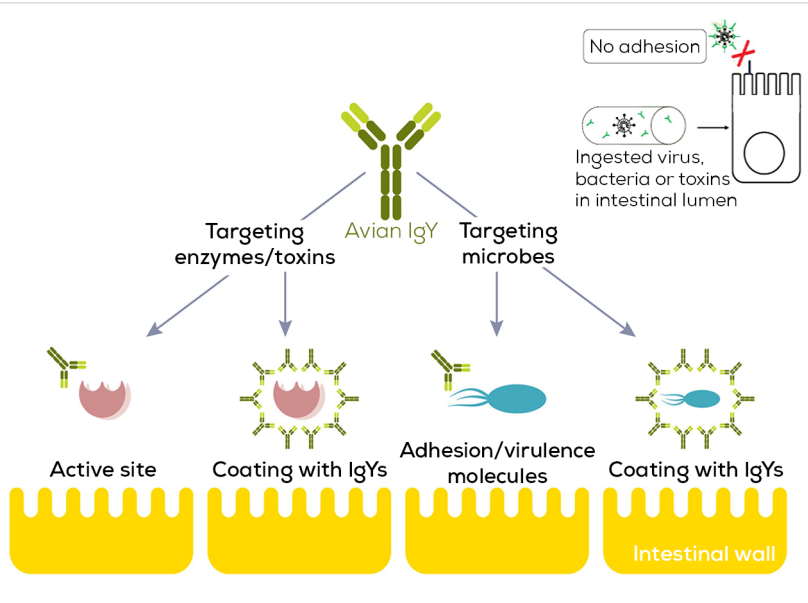 No adhesion
Ingested virus,
bacteria or toxins
in intestinal lumen
Avian IgY
Targeting
enzymes/toxins
Targeting
microbes
Active site
Coating with IgYs
Adhesion/virulence
molecules
Coating with IgYs
Intestinal wall